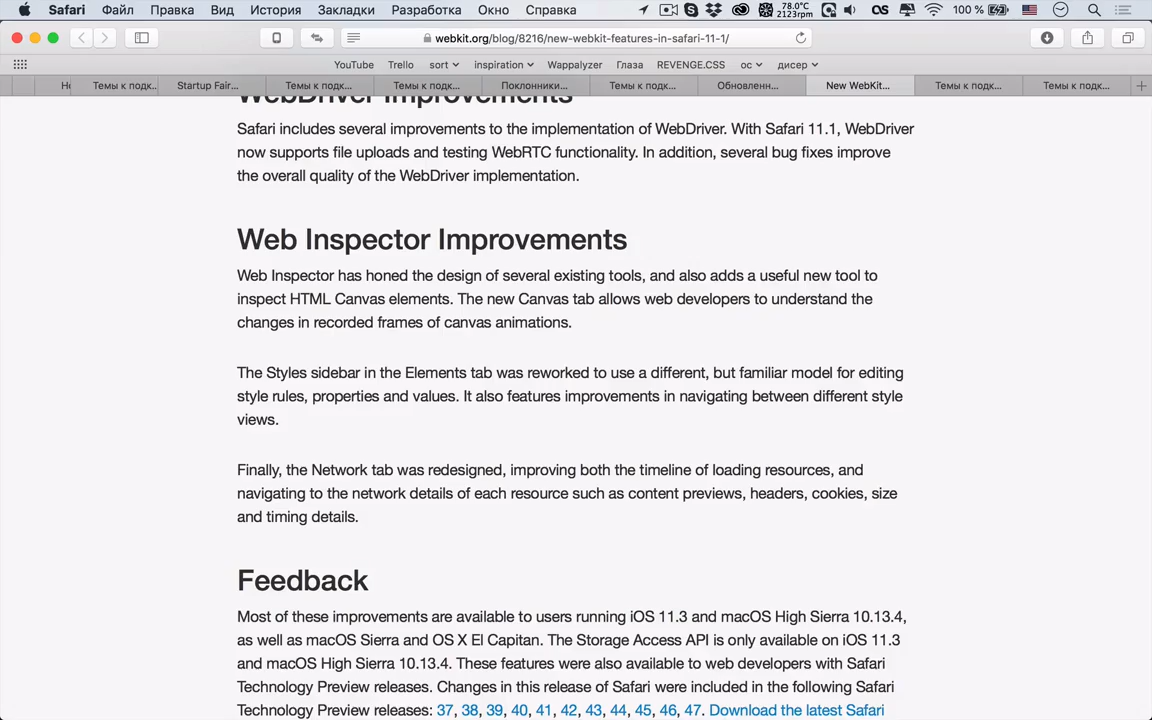 Safari Файл Правка Вид История Закладки Разработка Окно Справка 78.0°C 2123rpm 100 %
webkit.org/blog/8216/new-webkit-features-in-safari-11-1/
YouTube Trello sort inspiration Wappalyzer Глаза REVENGE.CSS ос дисер
Не Темы к подк. Startup Fair... Темы к подк... Темы к подк... Поклонники... Темы к подк... Обновленн... New WebKit... Темы к подк... Темы к подк...
WebDriver Improvements
Safari includes several improvements to the implementation of WebDriver. With Safari 11.1, WebDriver
now supports file uploads and testing WebRTC functionality. In addition, several bug fixes improve
the overall quality of the WebDriver implementation.
Web Inspector Improvements
Web Inspector has honed the design of several existing tools, and also adds a useful new tool to
inspect HTML Canvas elements. The new Canvas tab allows web developers to understand the
changes in recorded frames of canvas animations.
The Styles sidebar in the Elements tab was reworked to use a different, but familiar model for editing
style rules, properties and values. It also features improvements in navigating between different style
views.
Finally, the Network tab was redesigned, improving both the timeline of loading resources, and
navigating to the network details of each resource such as content previews, headers, cookies, size
and timing details.
Feedback
Most of these improvements are available to users running iOS 11.3 and macOS High Sierra 10.13.4,
as well as macOS Sierra and OS X El Capitan. The Storage Access API is only available on iOS 11.3
and macOS High Sierra 10.13.4. These features were also available to web developers with Safari
Technology Preview releases. Changes in this release of Safari were included in the following Safari
Technology Preview releases: 37, 38, 39, 40, 41, 42, 43, 44, 45, 46, 47. Download the latest Safari